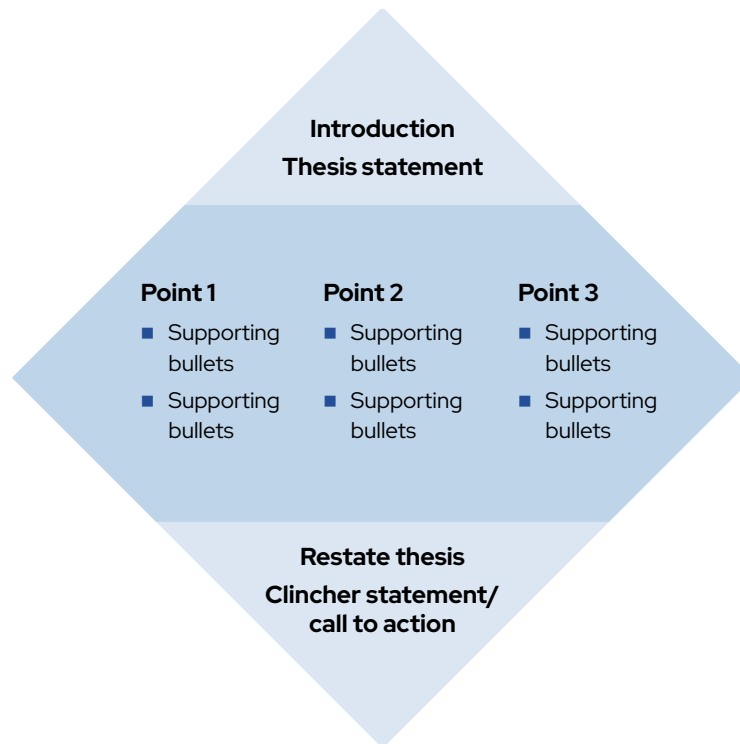 Introduction
Thesis statement
Point 1
Supporting
bullets
Supporting
bullets
Point 2
Supporting
bullets
Supporting
bullets
Point 3
Supporting
bullets
Supporting
bullets
Restate thesis
Clincher statement/
call to action